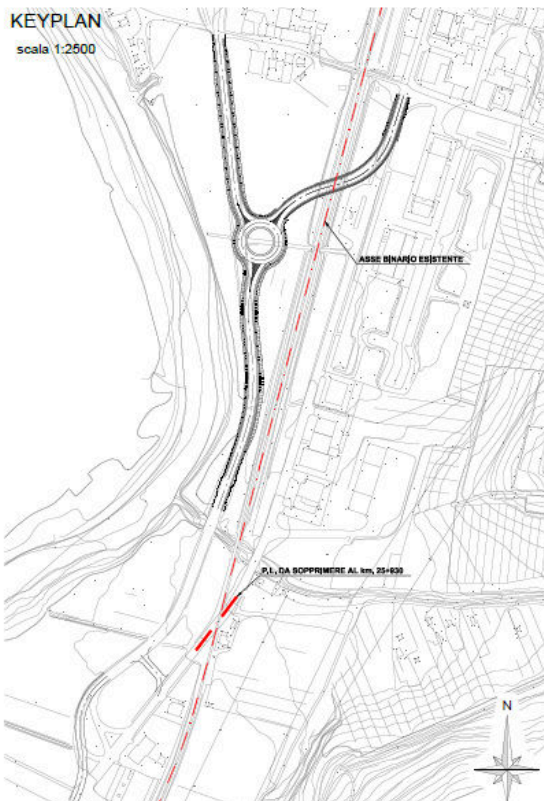 KEYPLAN
scala 1:2500
ASSE BINARIO ESISTENTE
P.L. DA SOPPRIMERE AL km. 25+930
N